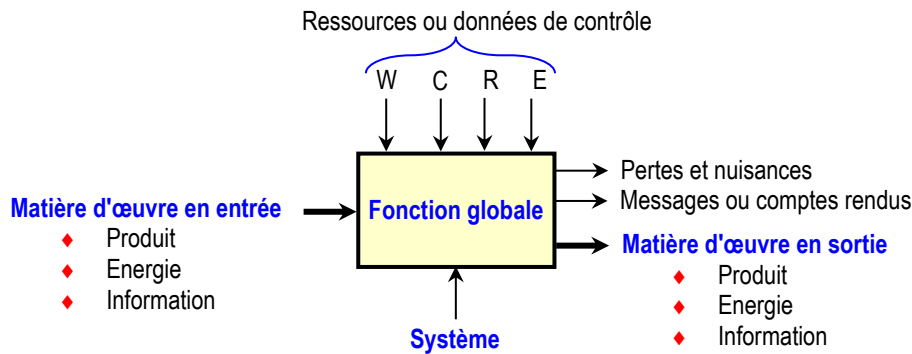 Ressources ou données de contrôle
W C R E
Pertes et nuisances
Messages ou comptes rendus
Matière d'œuvre en entrée
Produit
Energie
Information
Fonction globale
Matière d'œuvre en sortie
Produit
Energie
Information
Système